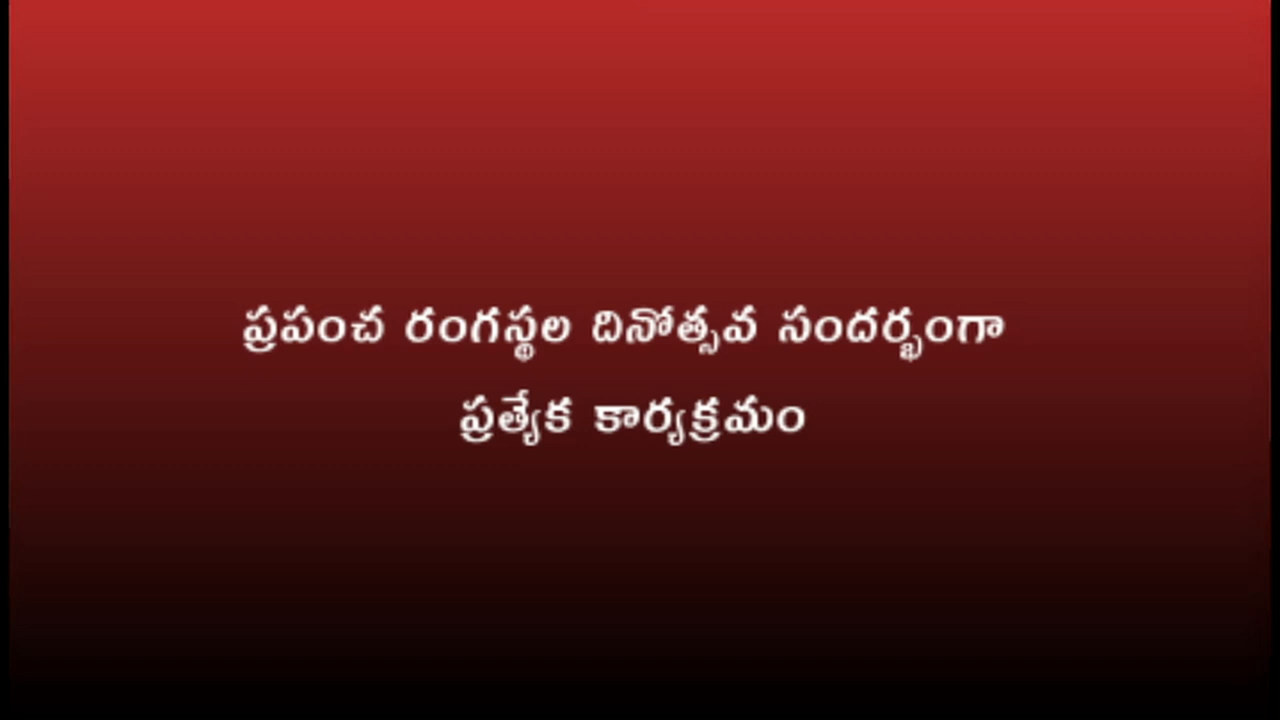 ప్రపంచ రంగస్థల దినోత్సవ సందర్భంగా
ప్రత్యేక కార్యక్రమం